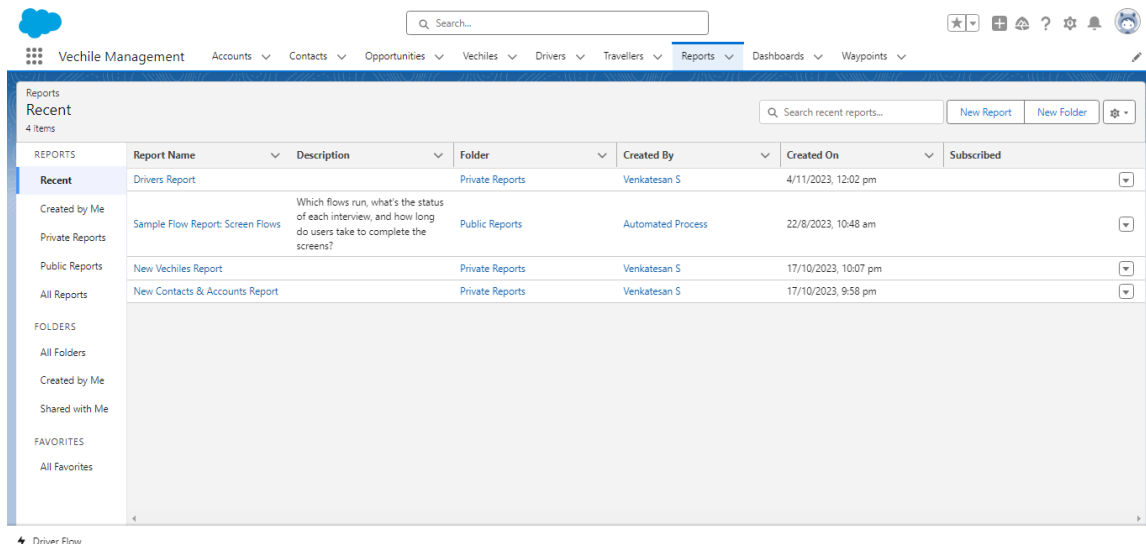 Search...
Vechile Management Accounts Contacts Opportunities Vechiles Drivers Travellers Reports Dashboards Waypoints
Reports
Recent
4 items
Search recent reports...
New Report
New Folder
REPORTS
Recent
Created by Me
Private Reports
Public Reports
All Reports
FOLDERS
All Folders
Created by Me
Shared with Me
FAVORITES
All Favorites
Report Name Description Folder Created By Created On Subscribed
Drivers Report Private Reports Venkatesan S 4/11/2023, 12:02 pm
Which flows run, what's the status
of each interview, and how long
Sample Flow Report: Screen Flows Public Reports Automated Process 22/8/2023, 10:48 am
do users take to complete the
screens?
New Vechiles Report Private Reports Venkatesan S 17/10/2023, 10:07 pm
New Contacts & Accounts Report Private Reports Venkatesan S 17/10/2023, 9:58 pm
Driver Flow